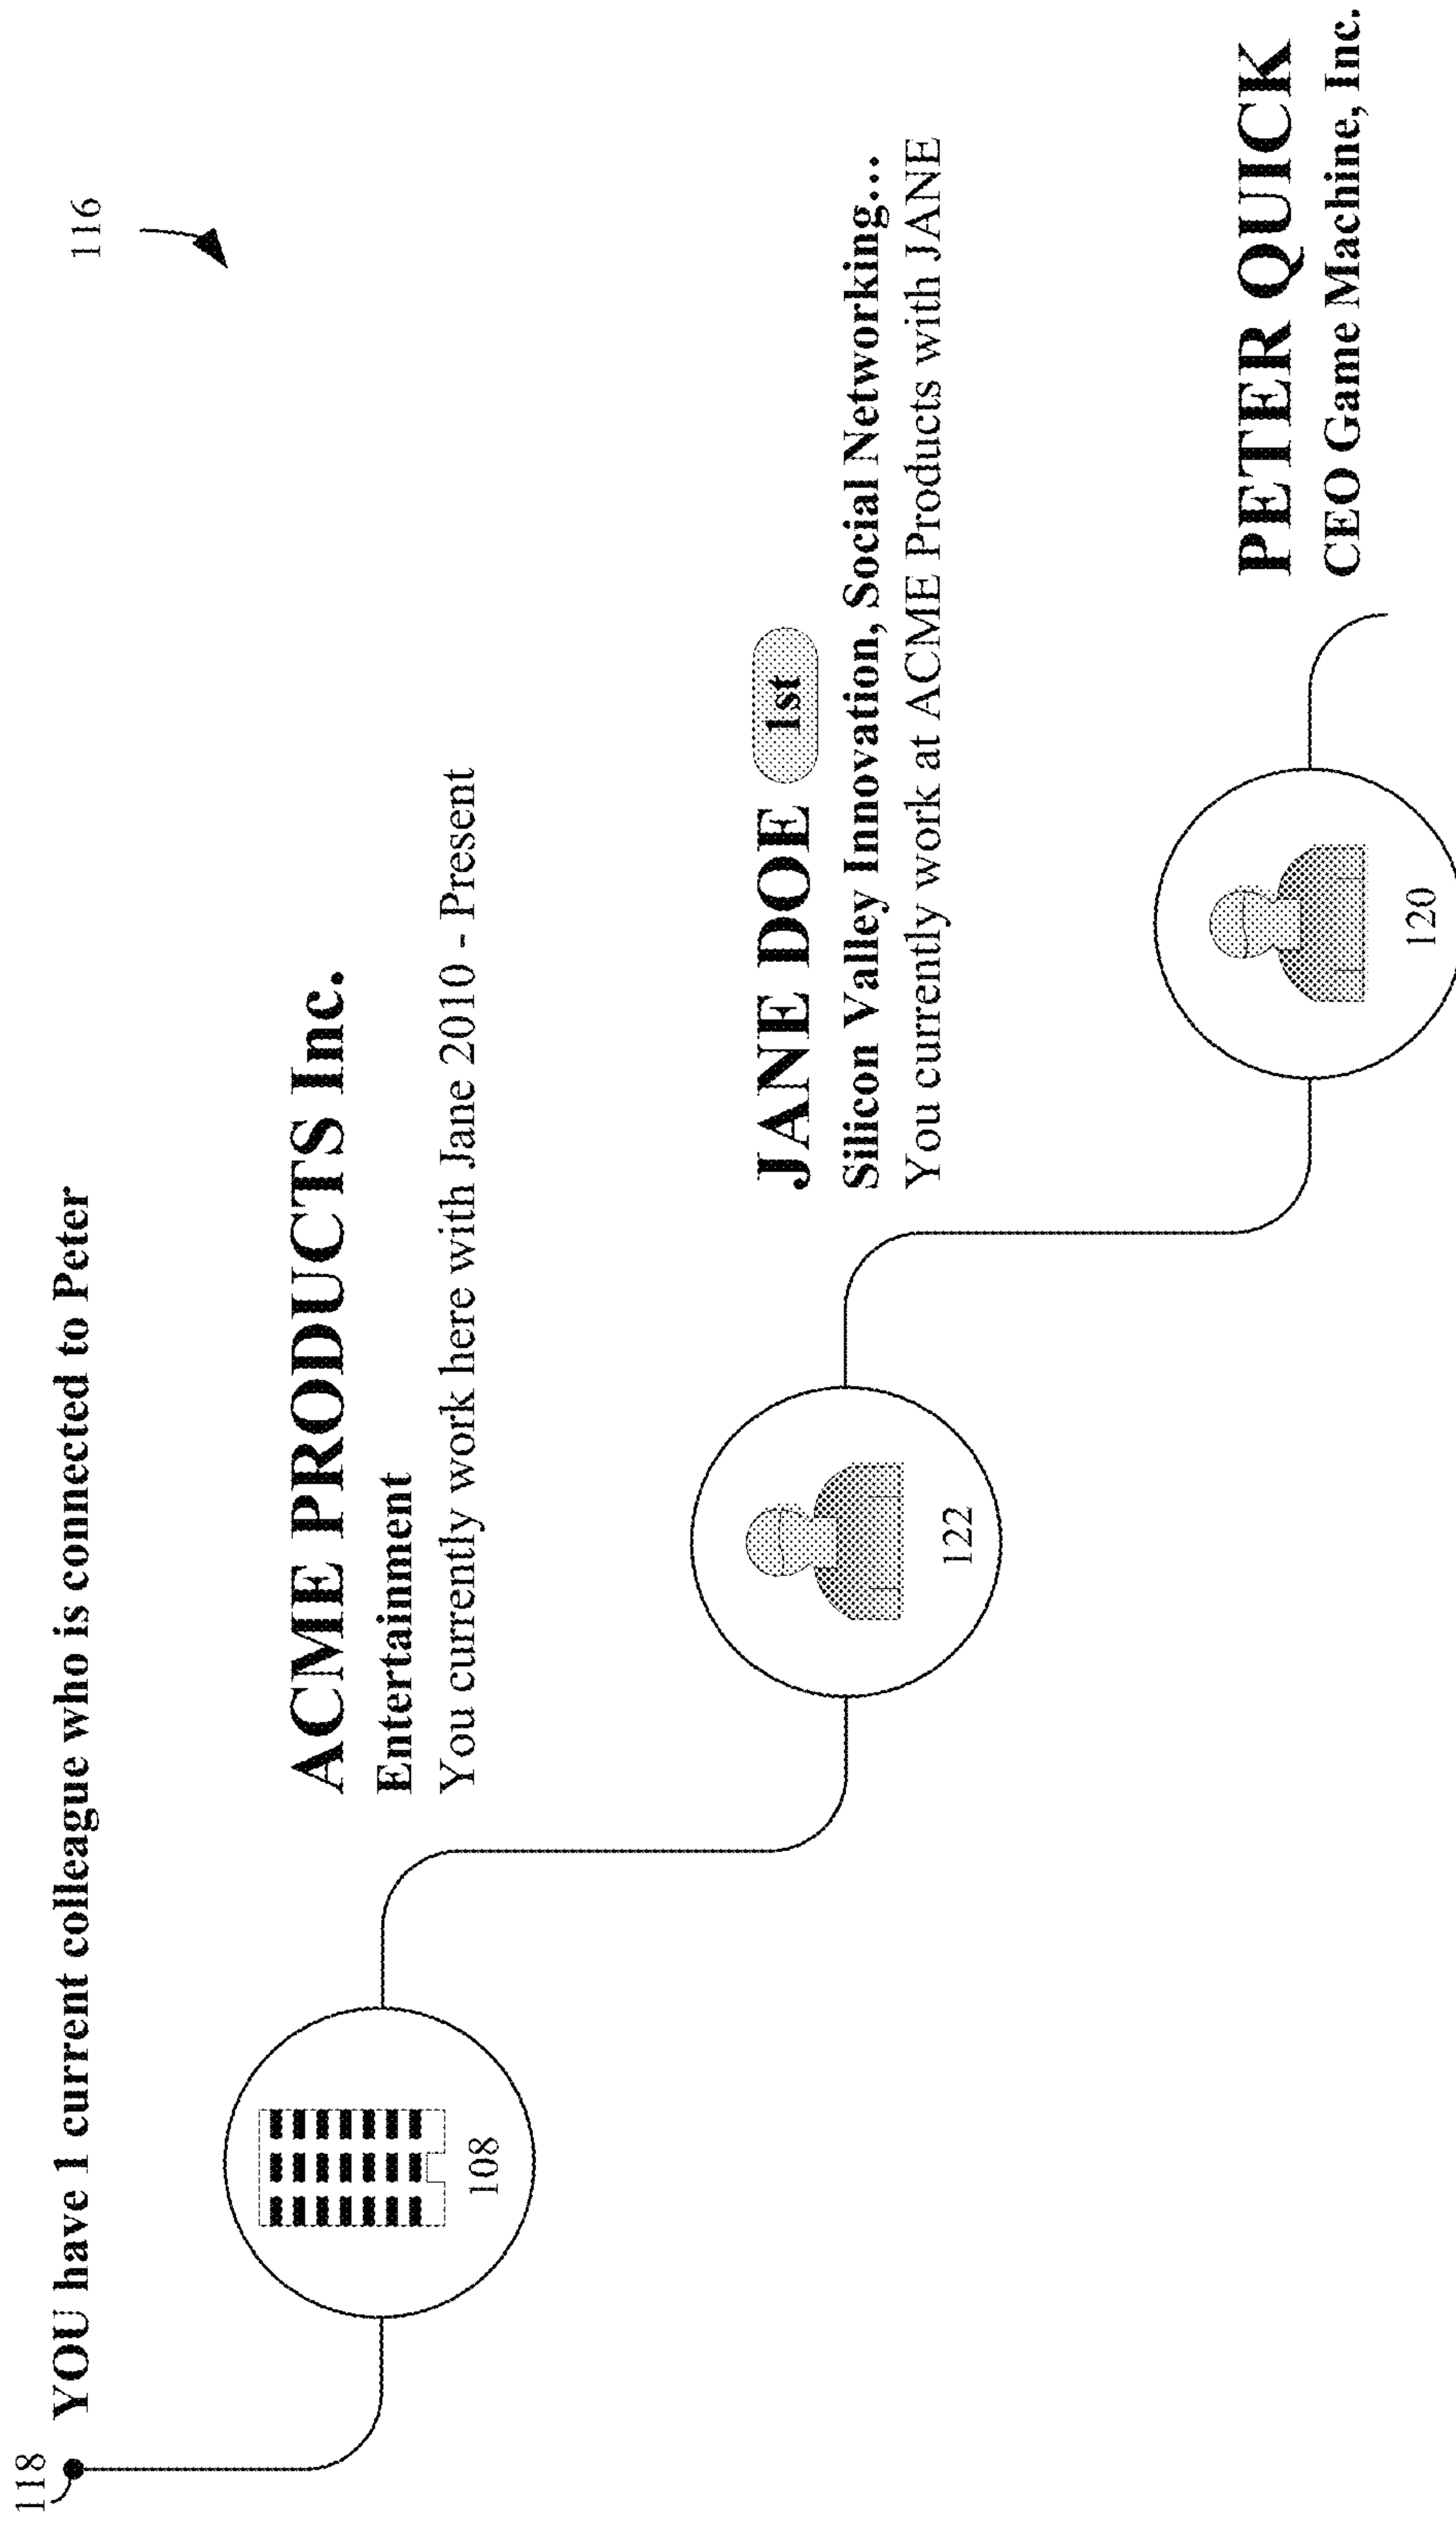 118
YOU have 1 current colleague who is connected to Peter
116
ACME PRODUCTS Inc.
Entertainment
You currently work here with Jane 2010 - Present
108
JANE DOE 1st
Silicon Valley Innovation, Social Networking...
You currently work at ACME Products with JANE
122
PETER QUICK
CEO Game Machine, Inc.
120